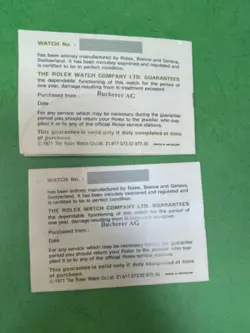 WATCH No. :
has been entirely manufactured by Rolex, Bienne and Geneva,
Switzerland. It has been minutely examined and regulated and
is certified to be in perfect condition.
THE ROLEX WATCH COMPANY LTD. GUARANTEES
the dependable functioning of this watch for the period of
one year, damage resulting from ill-treatment excepted.
Purchased from : Bucherer AG
Date :
For any service which may be necessary during the guarantee
period you should return your Rolex to the jeweller who supplied it or to any of the official Rolex service stations.
This guarantee is valid only if duly completed at time
of purchase.
© 1971 The Rolex Watch Co.Ltd.
WATCH No. :
has been entirely manufactured by Rolex, Bienne and Geneva,
Switzerland. It has been minutely examined and regulated and
is certified to be in perfect condition.
THE ROLEX WATCH COMPANY LTD. GUARANTEES
the dependable functioning of this watch for the period of
one year, damage resulting from
Purchased from : Bucherer AG
Date
For any service which may be necessary during the guarantee
period you should return your Rolex to the jeweller who supplied it or to any of the official Rolex service stations.
This guarantee is valid only if duly completed at time
of purchase.
© 1971 The Rolex Watch Co.Ltd.